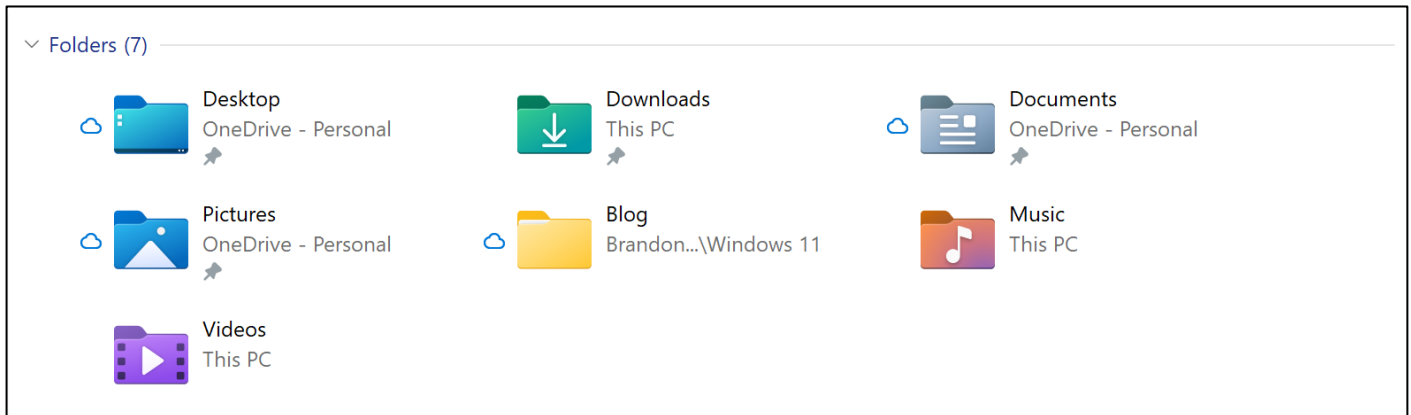 Folders (7)
Desktop
OneDrive - Personal
Downloads
This PC
Documents
OneDrive - Personal
Pictures
OneDrive - Personal
Blog
Brandon...\Windows 11
Music
This PC
Videos
This PC